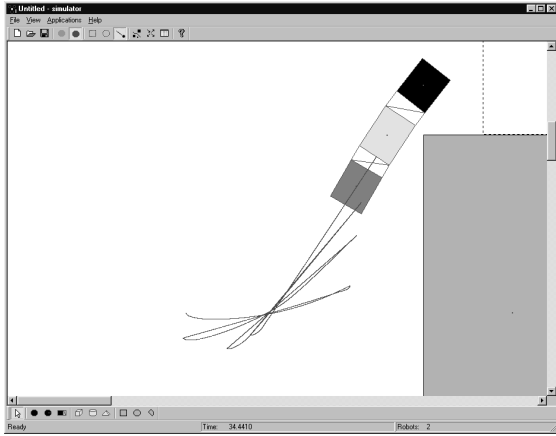 Untitled - simulator
File View Applications Help
Ready Time: 34.4410 Robots: 2